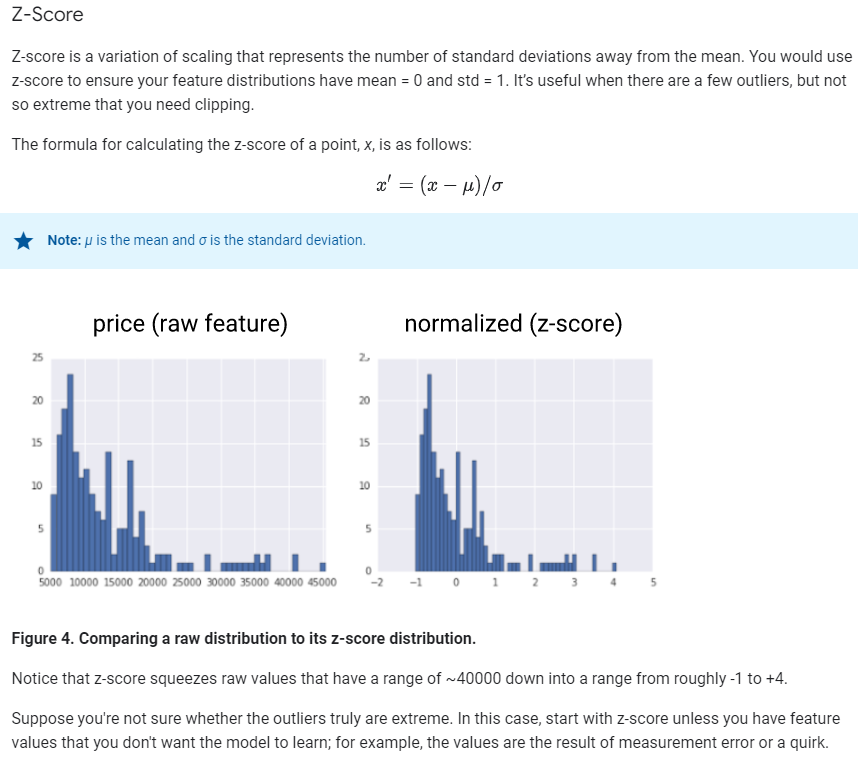 Z-Score
Z-score is a variation of scaling that represents the number of standard deviations away from the mean. You would use
z-score to ensure your feature distributions have mean = 0 and std = 1. It's useful when there are a few outliers, but not
so extreme that you need clipping.
The formula for calculating the z-score of a point, x, is as follows:
x′ = (x − μ)/σ
Note: μ is the mean and σ is the standard deviation.
price (raw feature)
25
20
15
10
5
0
5000 10000 15000 20000 25000 30000 35000 40000 45000
normalized (z-score)
20
15
10
5
0
−2 −1 0 1 2 3 4 5
Figure 4. Comparing a raw distribution to its z-score distribution.
Notice that z-score squeezes raw values that have a range of ~40000 down into a range from roughly -1 to +4.
Suppose you're not sure whether the outliers truly are extreme. In this case, start with z-score unless you have feature
values that you don't want the model to learn; for example, the values are the result of measurement error or a quirk.